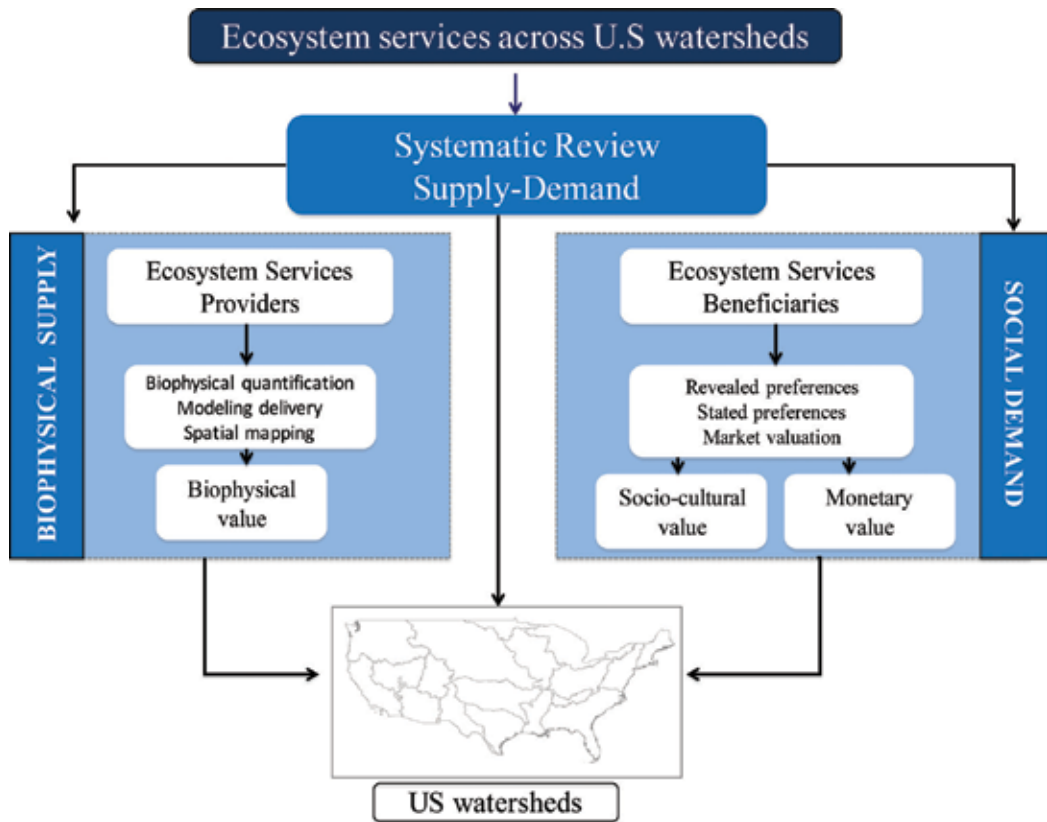 Ecosystem services across U.S watersheds
Systematic Review
Supply-Demand
BIOPHYSICAL SUPPLY
Ecosystem Services
Providers
Biophysical quantification
Modeling delivery
Spatial mapping
Biophysical
value
Ecosystem Services
Beneficiaries
Revealed preferences
Stated preferences
Market valuation
Socio-cultural
value
Monetary
value
SOCIAL DEMAND
US watersheds